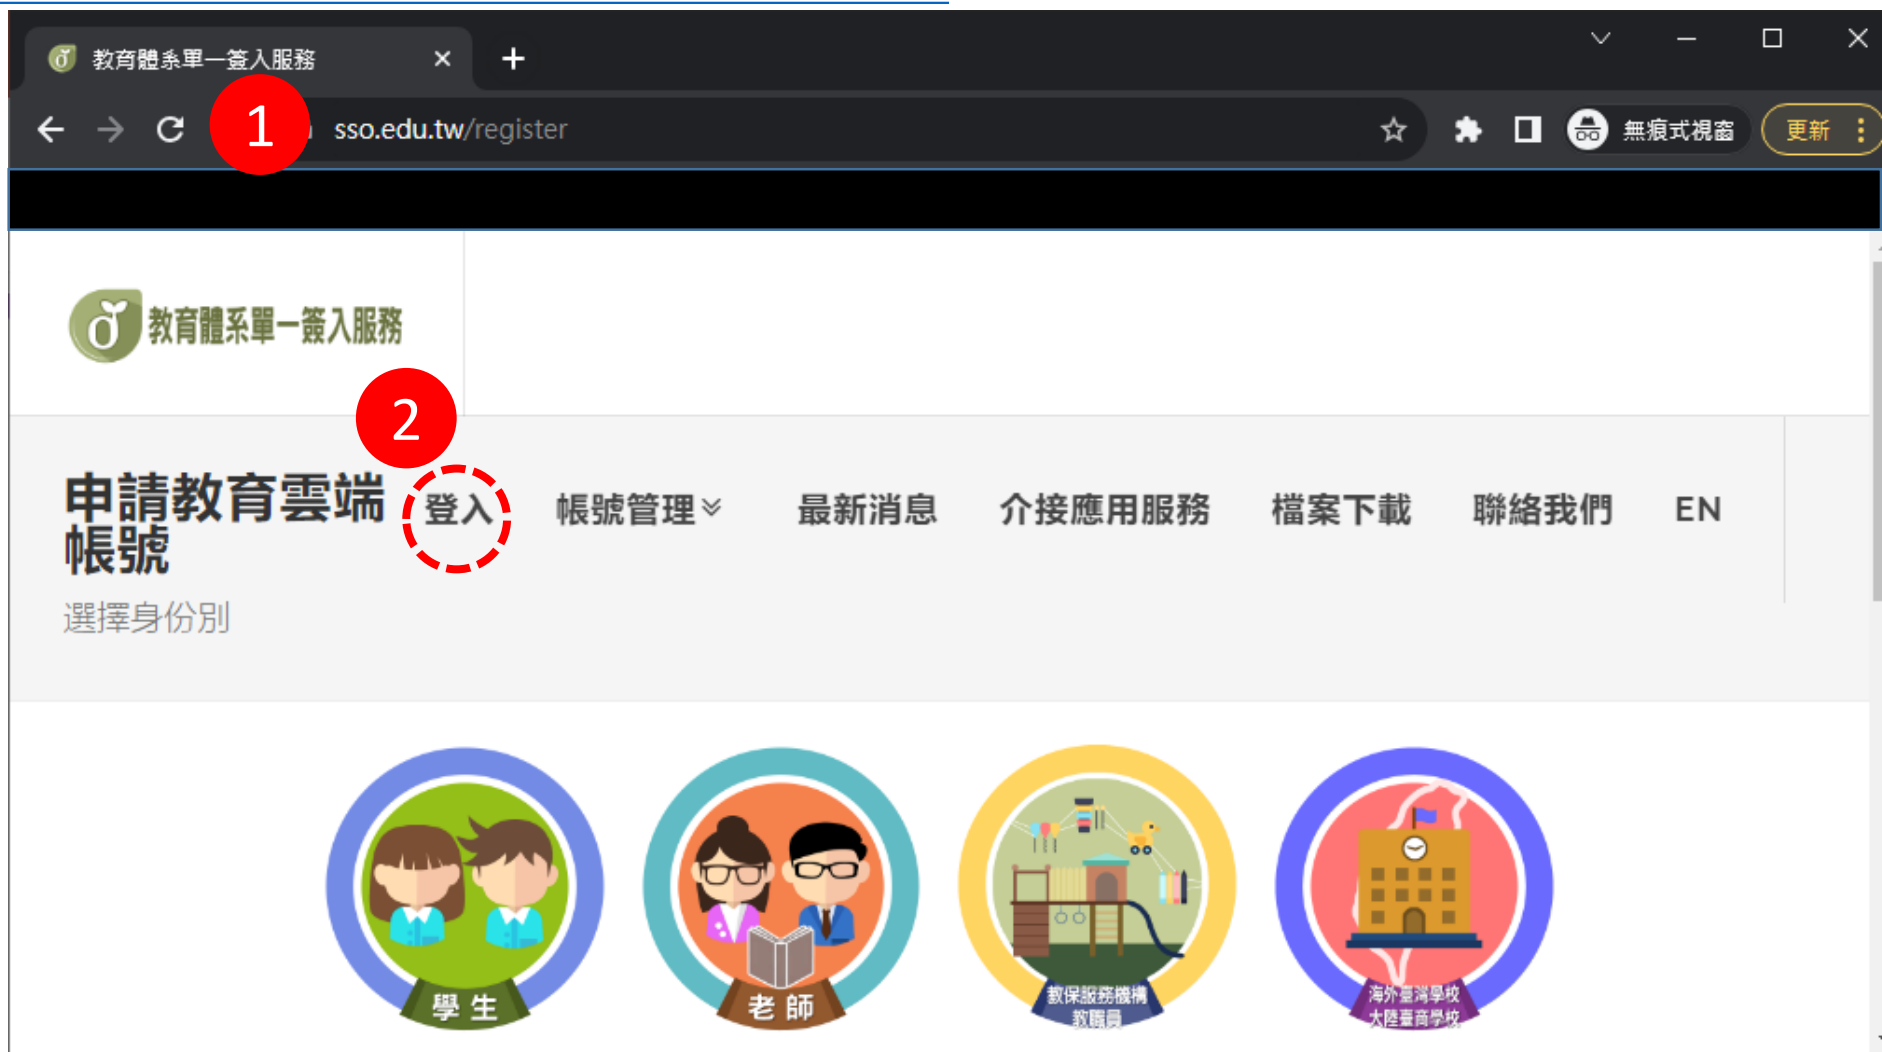 教育體系單一簽入服務
1
sso.edu.tw/register
無痕式視窗
更新
教育體系單一簽入服務
2
申請教育雲端
帳號
登入
帳號管理
最新消息
介接應用服務
檔案下載
聯絡我們
EN
選擇身份別
學生
老師
教保服務機構
教職員
海外臺灣學校
大陸臺商學校